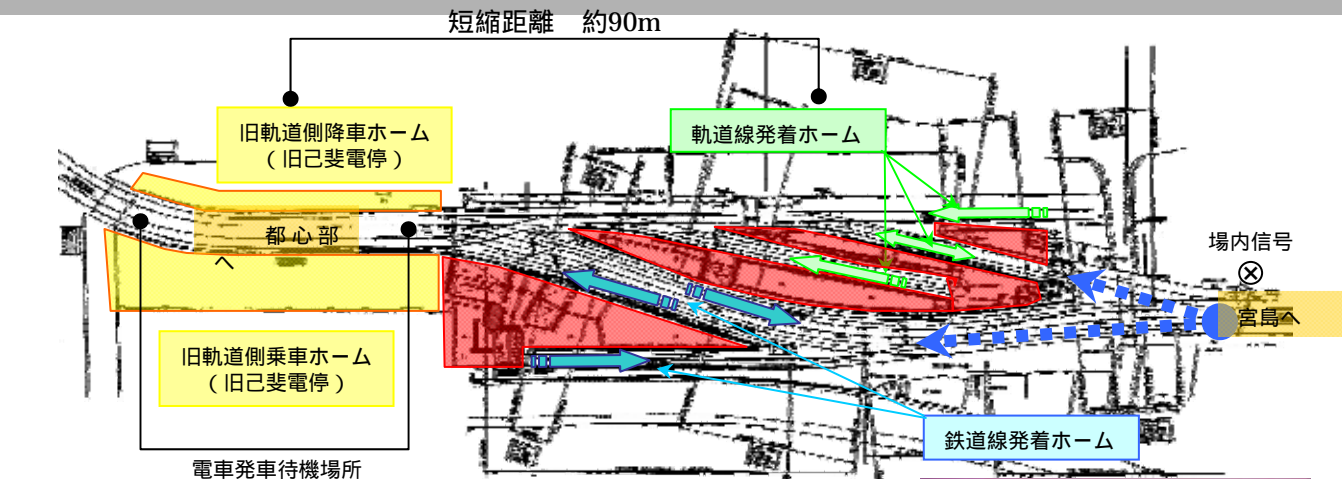 短縮距離　約90m
旧軌道側降車ホーム
（旧己斐電停）
軌道線発着ホーム
都心部
へ
場内信号
宮島へ
旧軌道側乗車ホーム
（旧己斐電停）
鉄道線発着ホーム
電車発車待機場所